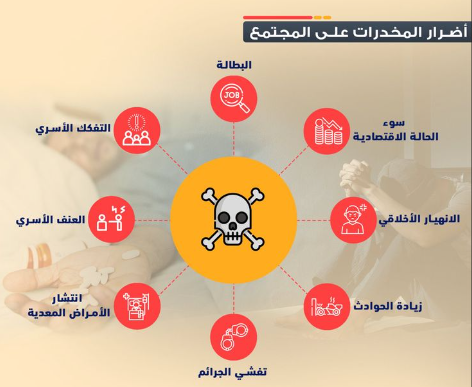 أضرار المخدرات على المجتمع
البطالة
JOB
سوء
الحالة الاقتصادية
الانهيار الأخلاقي
زيادة الحوادث
تفشي الجرائم
انتشار
الأمراض المعدية
العنف الأسري
التفكك الأسري